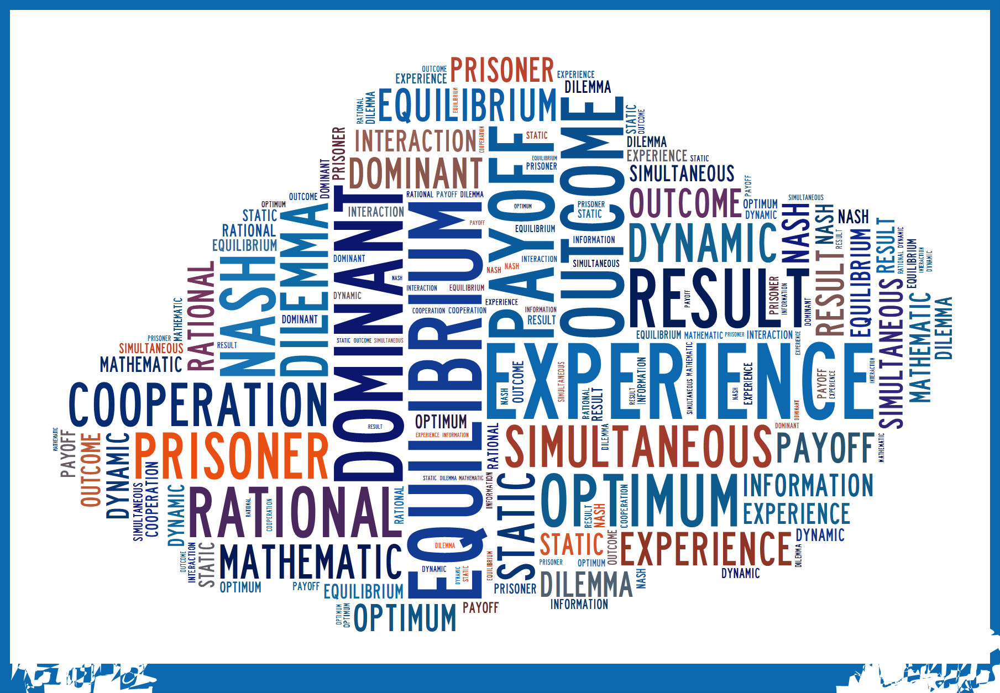 OUTCOME
EXPERIENCE
PRISONER
EXPERIENCE
DILEMMA
RATIONAL
DILEMMA
EQUILIBRIUM
EQUILIBRIUM
OUTCOME
STATIC
OUTCOME
PRISONER
INTERACTION
COOPERATION
PAYOFF
STATIC
DILEMMA
EXPERIENCE
STATIC
DOMINANT
DOMINANT
EQUILIBRIUM
PRISONER
SIMULTANEOUS
OUTCOME
PAYOFF
SIMULTANEOUS
OPTIMUM
DYNAMIC
OUTCOME
OPTIMUM
STATIC
RATIONAL
EQUILIBRIUM
DILEMMA
DOMINANT
RATIONAL PAYOFF DILEMMA
INTERACTION
EQUILIBRIUM
PAYOFF
OPTIMUM
PRISONER
STATIC
EQUILIBRIUM
INFORMATION
DYNAMIC
NASH
NASH
NASH
RESULT
EQUILIBRIUM
RESULT
DYNAMIC
RATIONAL
EQUILIBRIUM
INTERACTION
DYNAMIC
RATIONAL
NASH
DOMINANT
NASH
INTERACTION
EQUILIBRIUM
DYNAMIC
INTERACTION
NASH
NASH
SIMULTANEOUS
RESULT
PAYOFF
PRISONER
INFORMATION
DOMINANT
RESULT
SIMULTANEOUS
MATHEMATIC
DILEMMA
EXPERIENCE
COOPERATION COOPERATION
INFORMATION
RESULT
DOMINANT
MATHEMATIC
PRISONER
SIMULTANEOUS
MATHEMATIC
RESULT
STATIC OUTCOME SIMULTANEOUS
EQUILIBRIUM MATHEMATIC PRISONER INTERACTION
EXPERIENCE
EXPERIENCE
NASH
OUTCOME
SIMULTANEOUS
RATIONAL
RESULT
RESULT
INFORMATION
SIMULTANEOUS MATHEMATIC
NASH
EXPERIENCE
DOMINANT
PAYOFF
EXPERIENCE
INTERACTION
COOPERATION
RESULT
OPTIMUM
EXPERIENCE INFORMATION
RATIONAL
SIMULTANEOUS
DILEMMA
DOMINANT
PAYOFF
MATHEMATIC
MATHEMATIC
PAYOFF
OUTCOME
DYNAMIC
PRISONER
SIMULTANEOUS
COOPERATION
DYNAMIC
RATIONAL
RATIONAL
COOPERATION
RATIONAL
STATIC DILEMMA MATHEMATIC
INFORMATION
STATIC
OPTIMUM
RESULT
NASH
COOPERATION
INFORMATION
EXPERIENCE
OUTCOME
INTERACTION
STATIC
MATHEMATIC
DILEMMA
DYNAMIC
DYNAMIC
STATIC
EQUILIBRIUM
STATIC
OUTCOME
EXPERIENCE
DYNAMIC
DILEMMA
PRISONER
OPTIMUM
DYNAMIC
OPTIMUM
PAYOFF
EQUILIBRIUM
PRISONER
DILEMMA
NASH
INFORMATION
OPTIMUM
OPTIMUM
OPTIMUM
PAYOFF